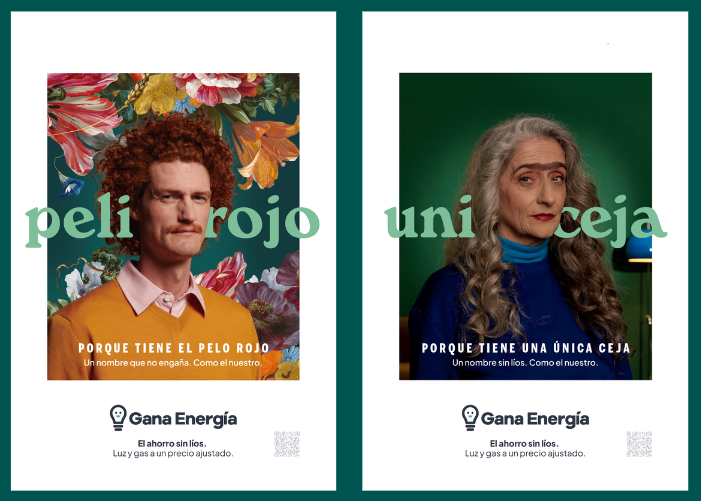 peli rojo
PORQUE TIENE EL PELO ROJO
Un nombre que no engaña. Como el nuestro.
Gana Energía
El ahorro sin líos.
Luz y gas a un precio ajustado.
uni ceja
PORQUE TIENE UNA ÚNICA CEJA
Un nombre sin líos. Como el nuestro.
Gana Energía
El ahorro sin líos.
Luz y gas a un precio ajustado.